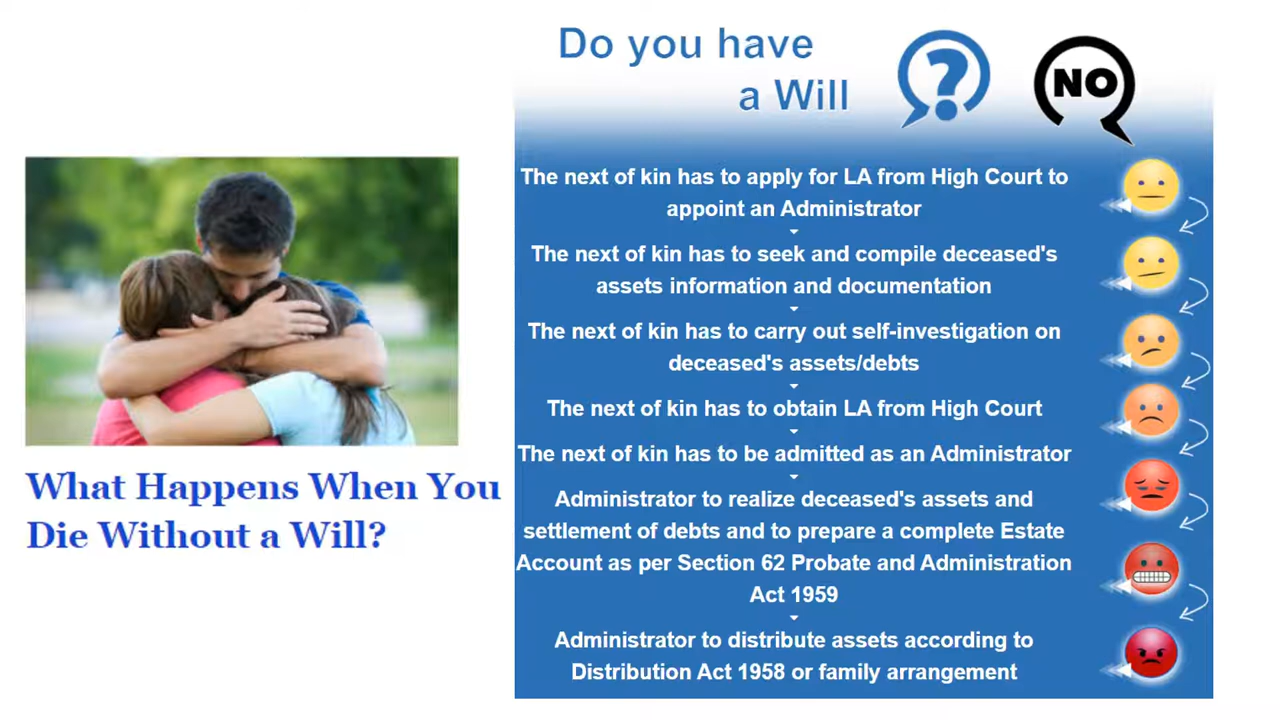 Do you have
a Will
?
NO
The next of kin has to apply for LA from High Court to
appoint an Administrator
The next of kin has to seek and compile deceased's
assets information and documentation
The next of kin has to carry out self-investigation on
deceased's assets/debts
The next of kin has to obtain LA from High Court
The next of kin has to be admitted as an Administrator
Administrator to realize deceased's assets and
settlement of debts and to prepare a complete Estate
Account as per Section 62 Probate and Administration
Act 1959
Administrator to distribute assets according to
Distribution Act 1958 or family arrangement
What Happens When You
Die Without a Will?